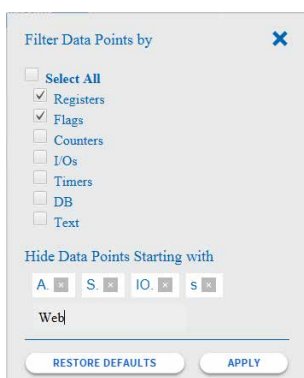 Filter Data Points by
Select All
Registers
Flags
Counters
I/Os
Timers
DB
Text
Hide Data Points Starting with
A. S. IO. s
Web
RESTORE DEFAULTS APPLY